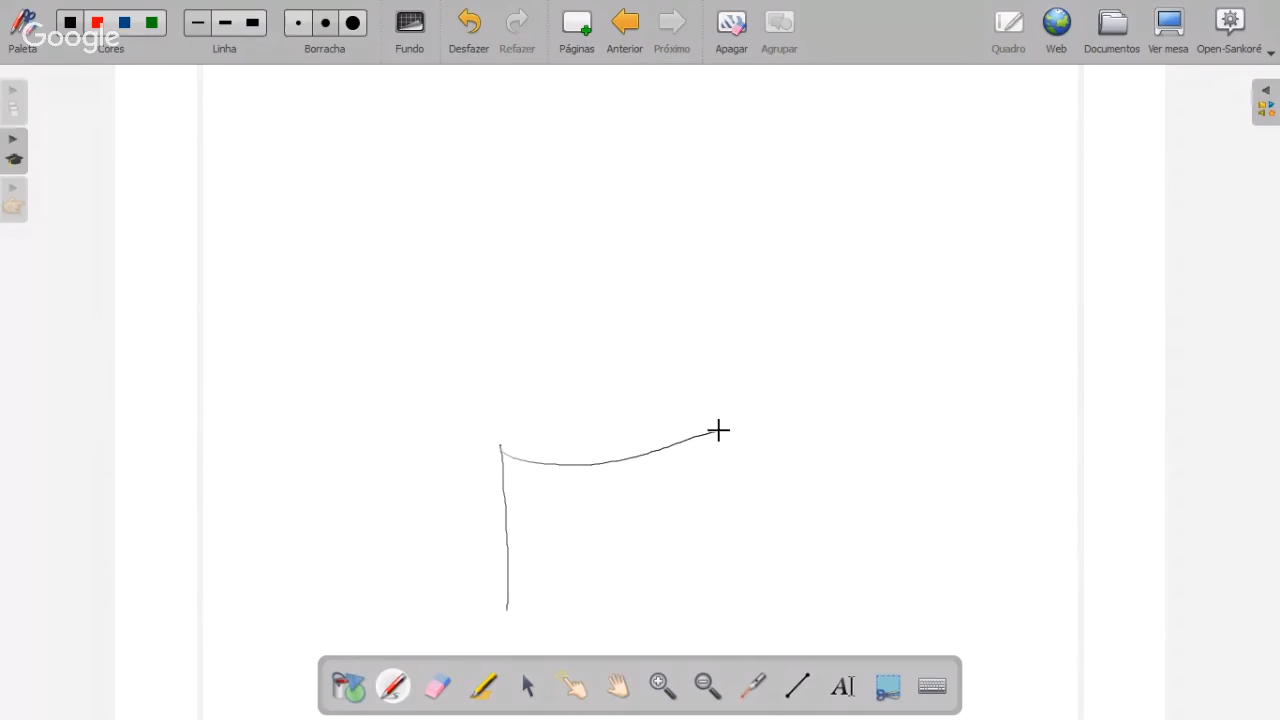 Google
Paleta Cores Linha Borracha Fundo Desfazer Refazer Páginas Anterior Próximo Apagar Agrupar Quadro Web Documentos Ver mesa Open-Sankoré
A